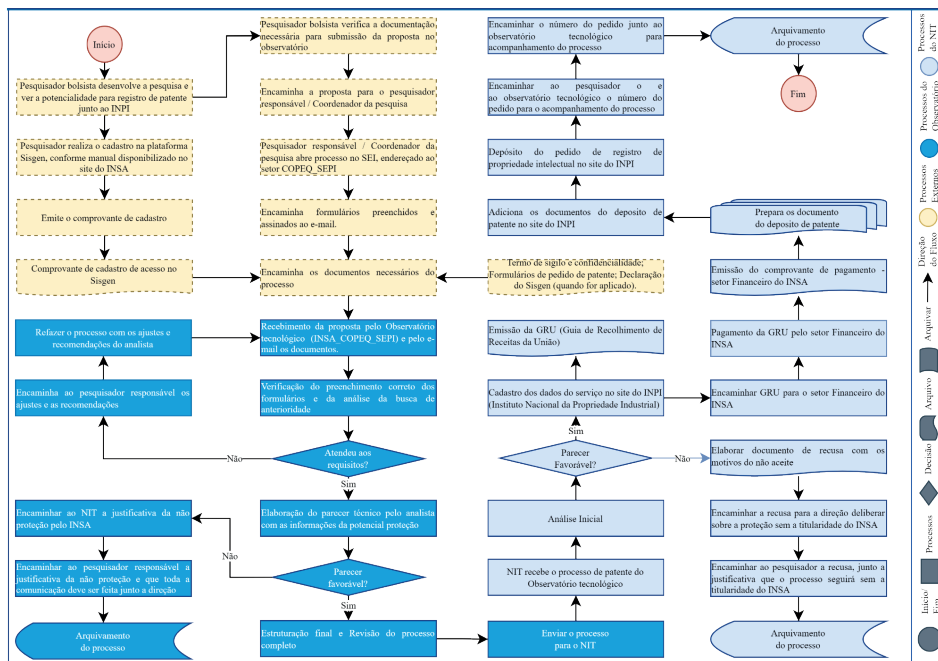 Início
Pesquisador bolsista desenvolve a pesquisa e
ver a potencialidade para registro de patente
junto ao INPI
Pesquisador realiza o cadastro na plataforma
Sisgen, conforme manual disponibilizado no
site do INSA
Emite o comprovante de cadastro
Comprovante de cadastro de acesso no
Sisgen
Refazer o processo com os ajustes e
recomendações do analista
Encaminha ao pesquisador responsável os
ajustes e as recomendações
Não
Encaminhar ao NIT a justificativa da não
proteção pelo INSA
Não
Encaminhar ao pesquisador responsável a
justificativa da não proteção e que toda a
comunicação deve ser feita junto a direção
Arquivamento
do processo
Pesquisador bolsista verifica a documentação
necessária para submissão da proposta no
observatório
Encaminha a proposta para o pesquisador
responsável / Coordenador da pesquisa
Pesquisador responsável / Coordenador da
pesquisa abre processo no SEI, endereçado ao
setor COPEQ_SEPI
Encaminha formulários preenchidos e
assinados ao e-mail.
Encaminha os documentos necessários do
processo
Recebimento da proposta pelo Observatório
tecnológico (INSA_COPEQ_SEPI) e pelo e-
mail os documentos.
Verificação do preenchimento correto dos
formulários e da análise da busca de
anterioridade
Atendeu aos
requisitos?
Sim
Elaboração do parecer técnico pelo analista
com as informações da potencial proteção
Parecer
favorável?
Sim
Estruturação final e Revisão do processo
completo
Encaminhar o número do pedido junto ao
observatório tecnológico para
acompanhamento do processo
Encaminhar ao pesquisador o e
ao observatório tecnológico o número do
pedido para o acompanhamento do processo
Depósito do pedido de registro de
propriedade intelectual no site do INPI
Adiciona os documentos do deposito de
patente no site do INPI
Termo de sigilo e confidencialidade;
Formulários de pedido de patente; Declaração
do Sisgen (quando for aplicado).
Emissão da GRU (Guia de Recolhimento de
Receitas da União)
Cadastro dos dados do serviço no site do INPI
(Instituto Nacional da Propriedade Industrial)
Sim
Parecer
Favorável?
Não
Análise Inicial
NIT recebe o processo de patente do
Observatório tecnológico
Enviar o processo
para o NIT
Arquivamento
do processo
Fim
Prepara os documento
do deposito de patente
Emissão do comprovante de pagamento -
setor Financeiro do INSA
Pagamento da GRU pelo setor Financeiro do
INSA
Encaminhar GRU para o setor Financeiro do
INSA
Elaborar documento de recusa com os
motivos do não aceite
Encaminhar a recusa para a direção deliberar
sobre a proteção sem a titularidade do INSA
Encaminhar ao pesquisador a recusa, junto a
justificativa que o processo seguirá sem a
titularidade do INSA
Arquivamento
do processo
Processos
do NIT
Processos do
Observatório
Processos
Externos
Direção
do Fluxo
Arquivar
Arquivo
Decisão
Processos
Início/
Fim